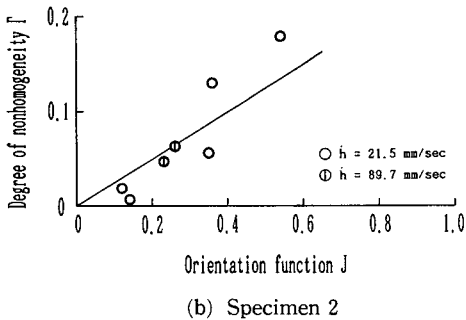 Degree of nonhomogeneity Γ
0.2
0.1
0
0 0.2 0.4 0.6 0.8 1.0
○ ḣ = 21.5 mm/sec
⦶ ḣ = 89.7 mm/sec
Orientation function J
(b) Specimen 2